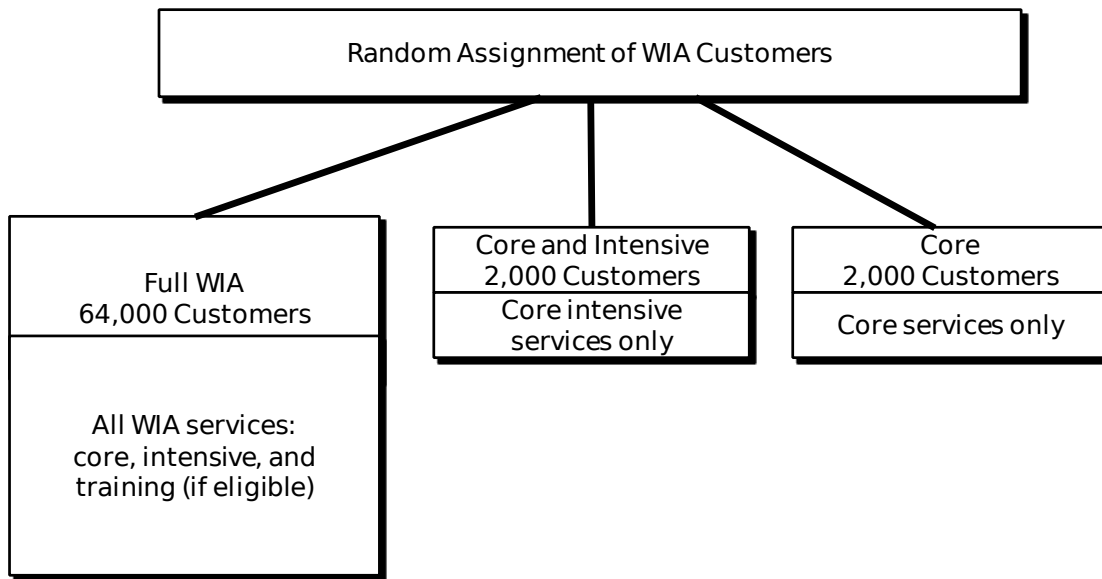 Random Assignment of WIA Customers
Full WIA
64,000 Customers
All WIA services:
core, intensive, and
training (if eligible)
Core and Intensive
2,000 Customers
Core intensive
services only
Core
2,000 Customers
Core services only